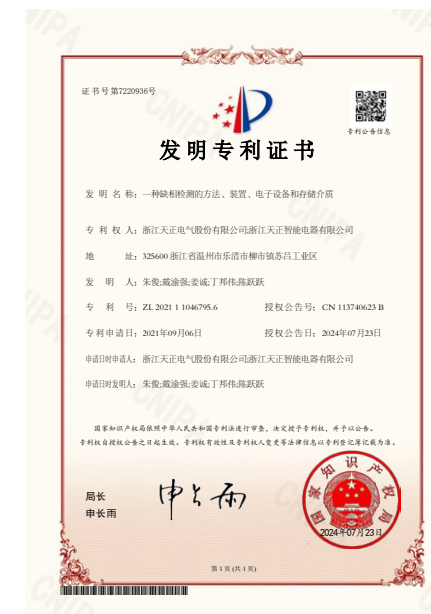 证书号第7220936号
专利公告信息
发明专利证书
发 明 名 称：一种缺相检测的方法、装置、电子设备和存储介质
专 利 权 人：浙江天正电气股份有限公司;浙江天正智能电器有限公司
地 址：325600 浙江省温州市乐清市柳市镇苏吕工业区
发 明 人：朱俊;戴渝强;姜诚;丁邦伟;陈跃跃
专 利 号：ZL 2021 1 1046795.6 授权公告号：CN 113740623 B
专利申请日：2021年09月06日 授权公告日：2024年07月23日
申请日时申请人：浙江天正电气股份有限公司;浙江天正智能电器有限公司
申请日时发明人：朱俊;戴渝强;姜诚;丁邦伟;陈跃跃
国家知识产权局依照中华人民共和国专利法进行审查，决定授予专利权，并予以公告。
专利权自授权公告之日起生效。专利权有效性及专利权人变更等法律信息以专利登记簿记载为准。
局长
申长雨
申长雨
国家知识产权局
2024年07月23日
第 1 页 (共 1 页)
CNIPA